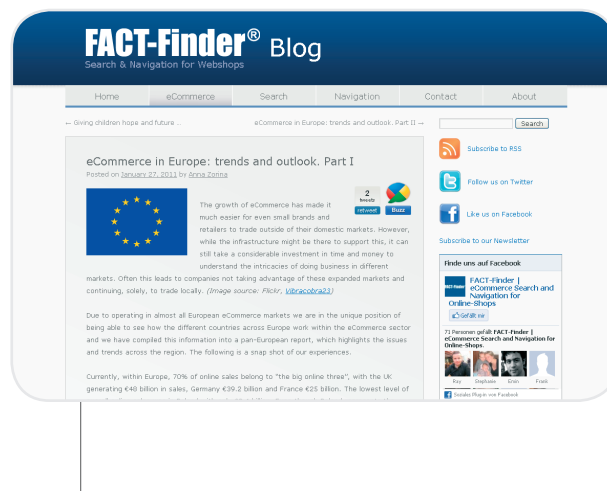 FACT-Finder® Blog
Search & Navigation for Webshops
Home eCommerce Search Navigation Contact About
← Giving children hope and future ... eCommerce in Europe: trends and outlook. Part II →
Search
eCommerce in Europe: trends and outlook. Part I
Posted on January 27, 2011 by Anna Zorina
2
tweets
retweet Buzz
The growth of eCommerce has made it
much easier for even small brands and
retailers to trade outside of their domestic markets. However,
while the infrastructure might be there to support this, it can
still take a considerable investment in time and money to
understand the intricacies of doing business in different
markets. Often this leads to companies not taking advantage of these expanded markets and
continuing, solely, to trade locally. (Image source: Flickr, Vibracobra23)
Due to operating in almost all European eCommerce markets we are in the unique position of
being able to see how the different countries across Europe work within the eCommerce sector
and we have compiled this information into a pan-European report, which highlights the issues
and trends across the region. The following is a snap shot of our experiences.
Currently, within Europe, 70% of online sales belong to "the big online three", with the UK
generating €48 billion in sales, Germany €39.2 billion and France €25 billion. The lowest level of
Subscribe to RSS
Follow us on Twitter
Like us on Facebook
Subscribe to our Newsletter
Finde uns auf Facebook
FACT-Finder
FACT-Finder |
eCommerce Search and
Navigation for
Online-Shops
Gefällt mir
71 Personen gefällt FACT-Finder |
eCommerce Search and Navigation for
Online-Shops.
Ray Stephanie Ermin Frank
Soziales Plug-in von Facebook